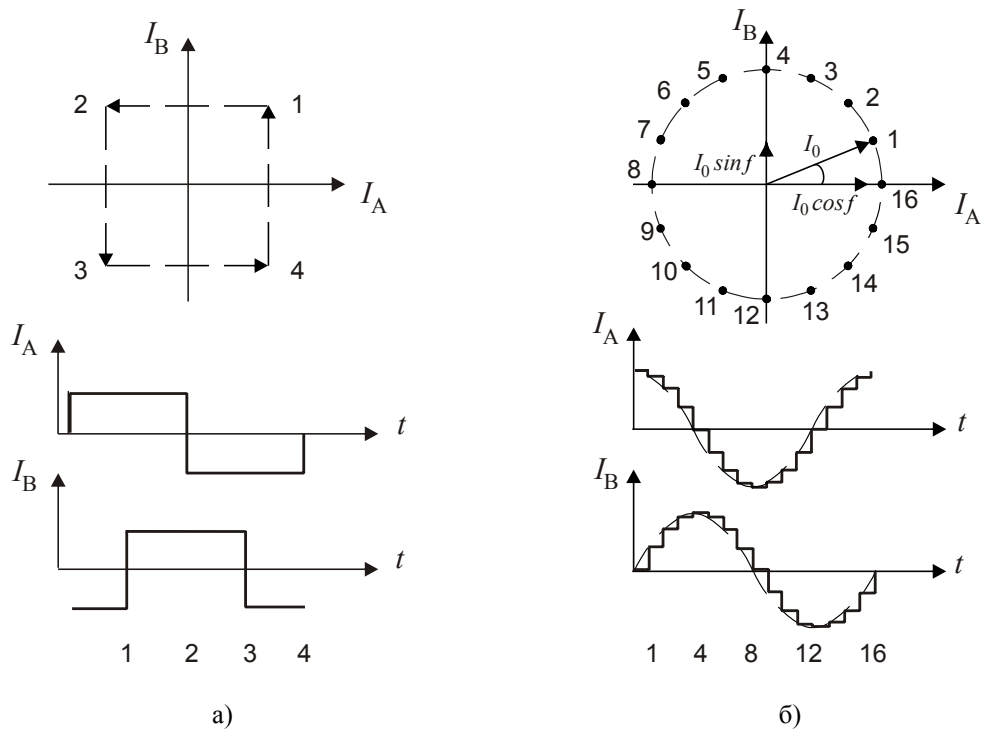 I_B
2 1
I_A
3 4
I_A
t
I_B
t
1 2 3 4
а)
I_B
4
5 3
6 2
7 1
I_0
I_0 sin f
8
I_0 cos f
16
I_A
9 15
10 14
11 12 13
I_A
t
I_B
t
1 4 8 12 16
б)